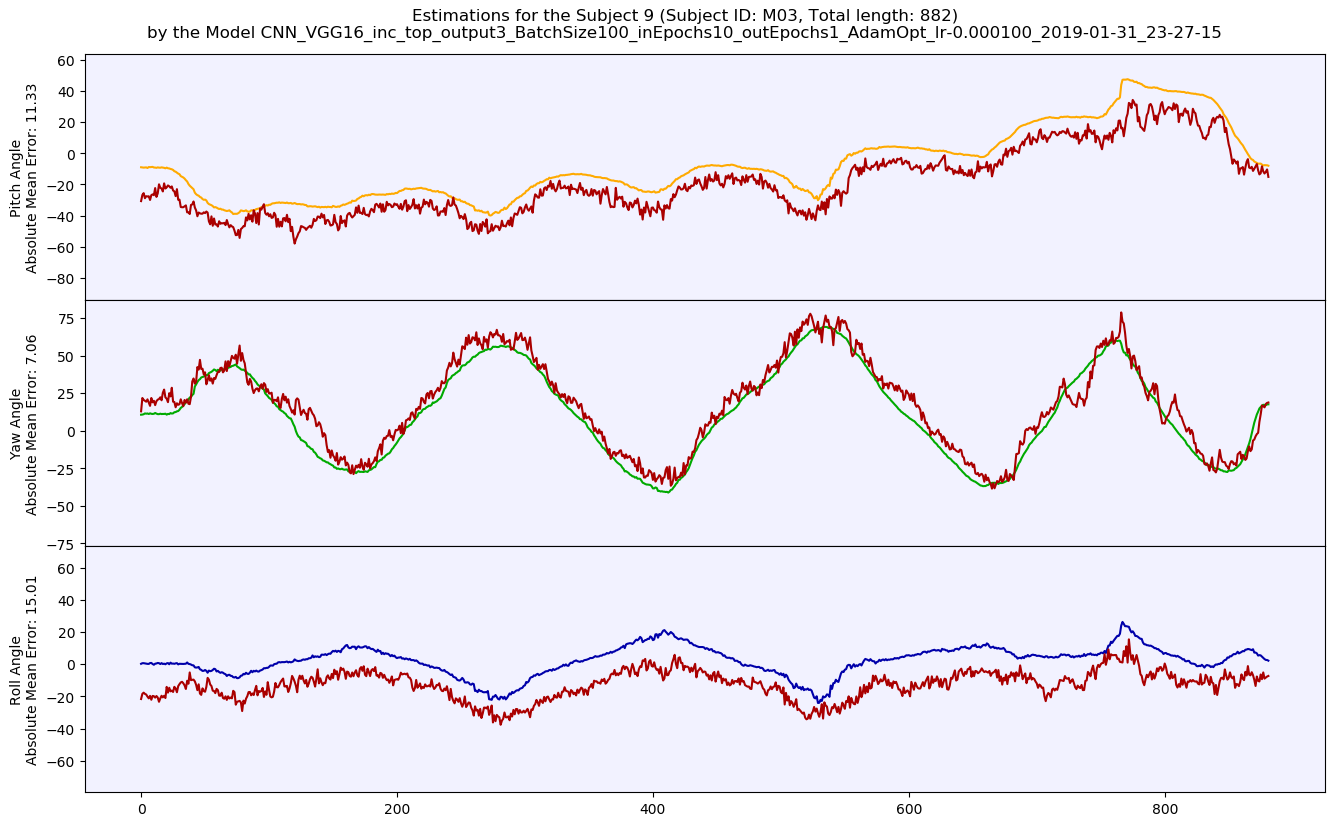 Estimations for the Subject 9 (Subject ID: M03, Total length: 882)
by the Model CNN_VGG16_inc_top_output3_BatchSize100_inEpochs10_outEpochs1_AdamOpt_lr-0.000100_2019-01-31_23-27-15
Pitch Angle
Absolute Mean Error: 11.33
60
40
20
0
−20
−40
−60
−80
Yaw Angle
Absolute Mean Error: 7.06
75
50
25
0
−25
−50
−75
Roll Angle
Absolute Mean Error: 15.01
60
40
20
0
−20
−40
−60
0 200 400 600 800